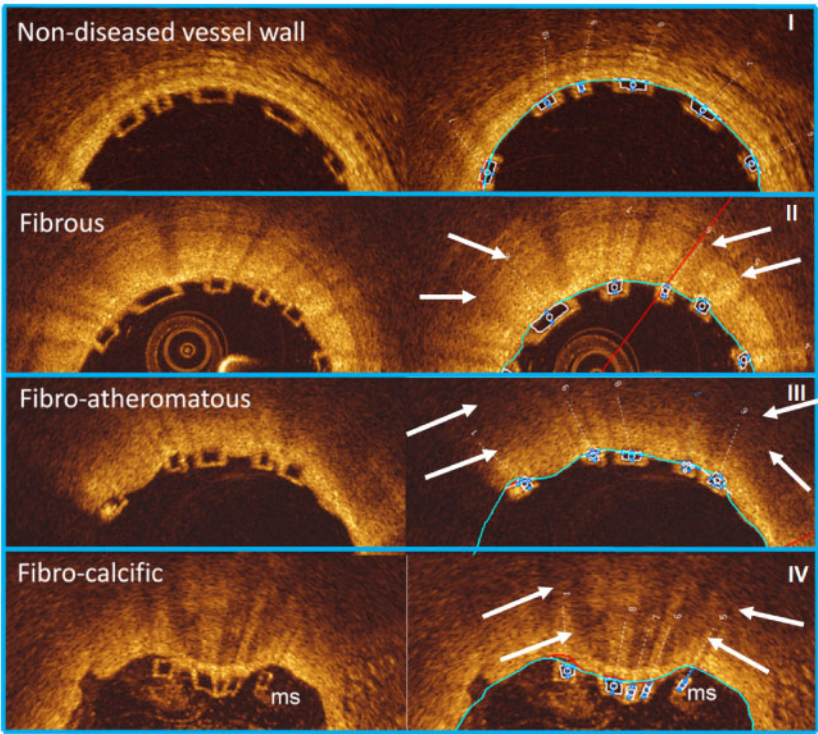 Non-diseased vessel wall
I
Fibrous
II
Fibro-atheromatous
III
Fibro-calcific
IV
ms
ms